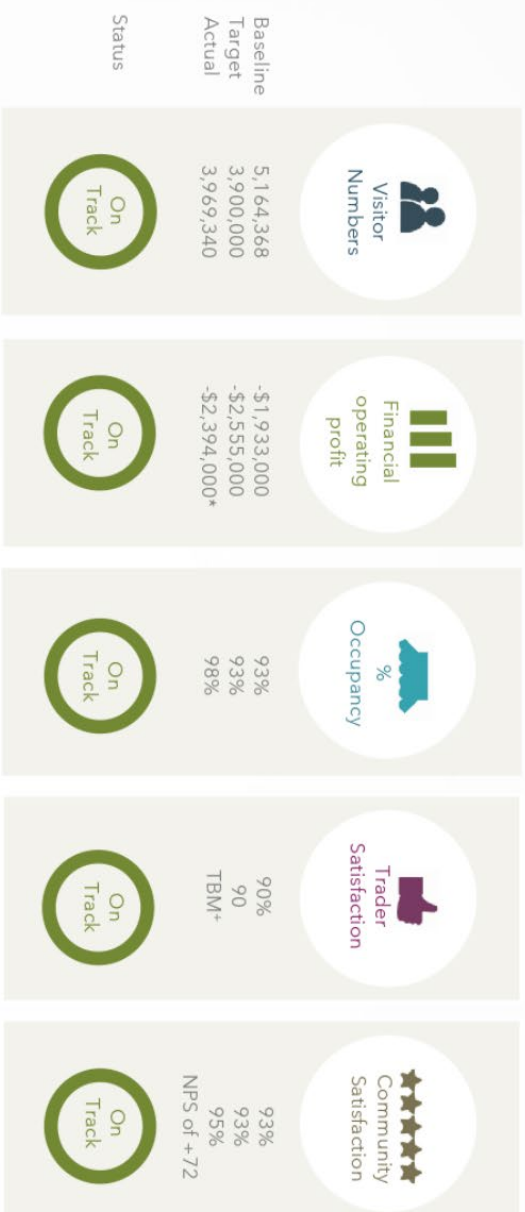 Visitor
Numbers
Baseline 5,164,368
Target 3,900,000
Actual 3,969,340
Status
On
Track
Financial
operating
profit
-$1,933,000
-$2,555,000
-$2,394,000*
On
Track
%
Occupancy
93%
93%
98%
On
Track
Trader
Satisfaction
90%
90
TBM+
On
Track
Community
Satisfaction
93%
93%
95%
NPS of +72
On
Track